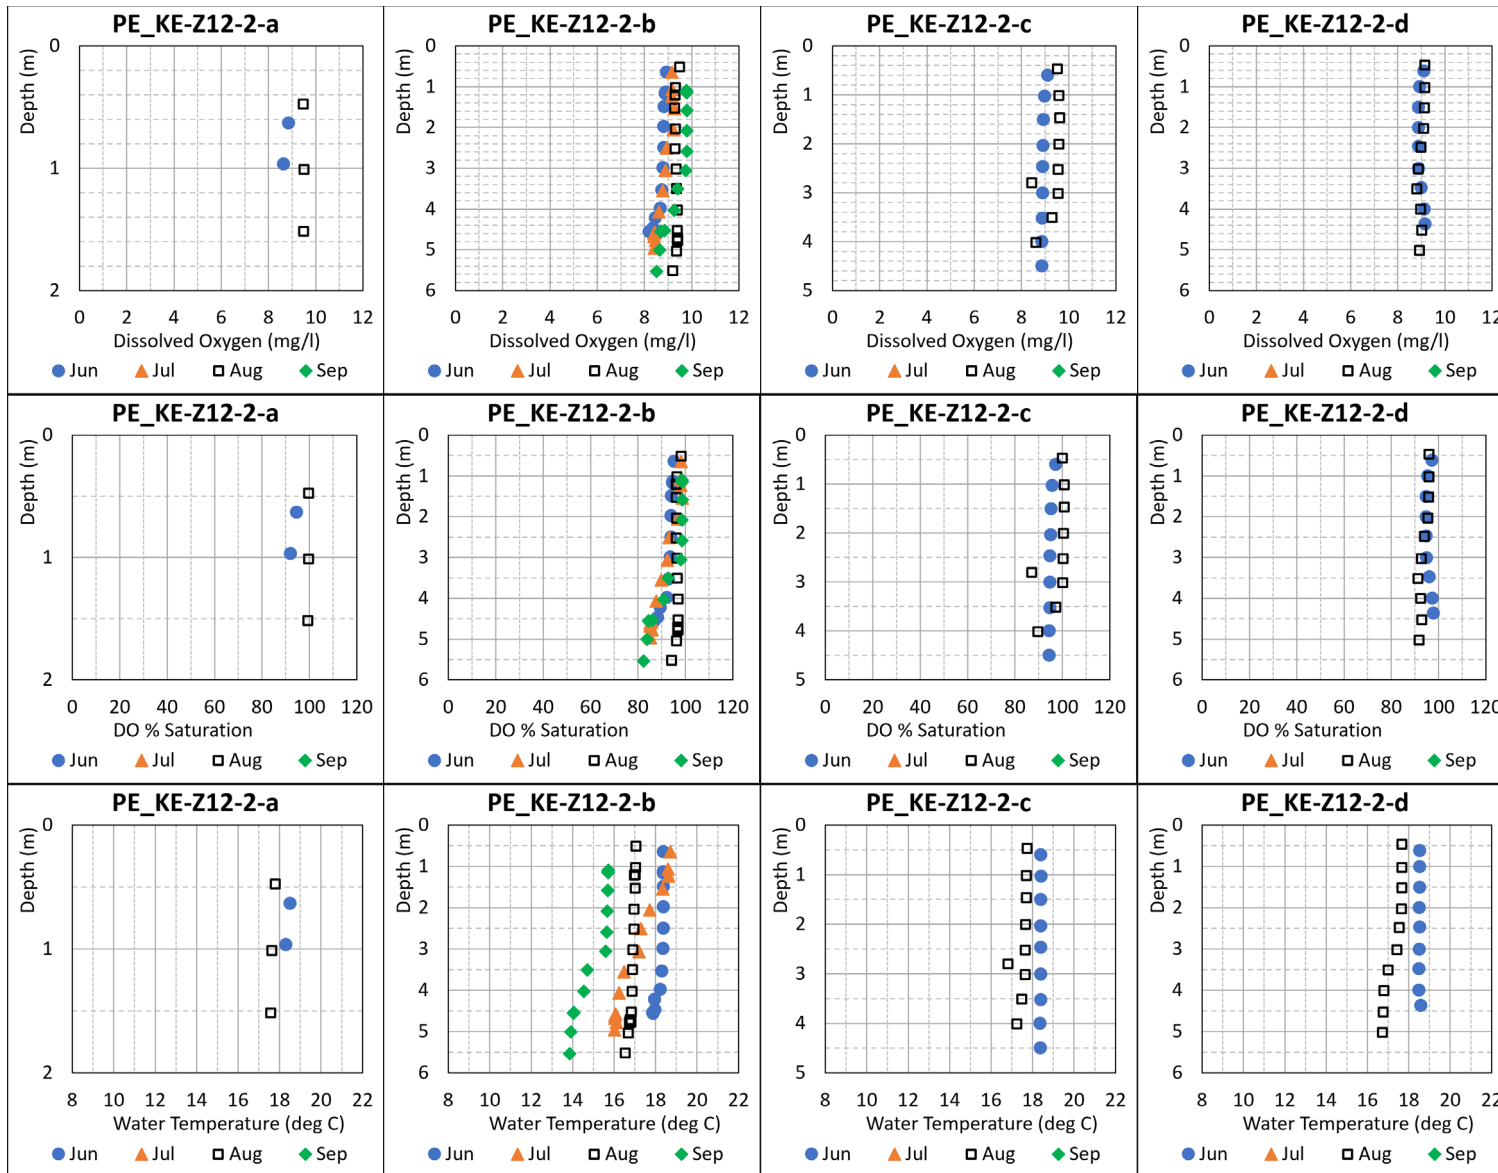 PE_KE-Z12-2-a
Depth (m)
0
1
2
0 2 4 6 8 10 12
Dissolved Oxygen (mg/l)
Jun Jul Aug Sep
PE_KE-Z12-2-b
Depth (m)
0
1
2
3
4
5
6
0 2 4 6 8 10 12
Dissolved Oxygen (mg/l)
Jun Jul Aug Sep
PE_KE-Z12-2-c
Depth (m)
0
1
2
3
4
5
0 2 4 6 8 10 12
Dissolved Oxygen (mg/l)
Jun Jul Aug Sep
PE_KE-Z12-2-d
Depth (m)
0
1
2
3
4
5
6
0 2 4 6 8 10 12
Dissolved Oxygen (mg/l)
Jun Jul Aug Sep
PE_KE-Z12-2-a
Depth (m)
0
1
2
0 20 40 60 80 100 120
DO % Saturation
Jun Jul Aug Sep
PE_KE-Z12-2-b
Depth (m)
0
1
2
3
4
5
6
0 20 40 60 80 100 120
DO % Saturation
Jun Jul Aug Sep
PE_KE-Z12-2-c
Depth (m)
0
1
2
3
4
5
0 20 40 60 80 100 120
DO % Saturation
Jun Jul Aug Sep
PE_KE-Z12-2-d
Depth (m)
0
1
2
3
4
5
6
0 20 40 60 80 100 120
DO % Saturation
Jun Jul Aug Sep
PE_KE-Z12-2-a
Depth (m)
0
1
2
8 10 12 14 16 18 20 22
Water Temperature (deg C)
Jun Jul Aug Sep
PE_KE-Z12-2-b
Depth (m)
0
1
2
3
4
5
6
8 10 12 14 16 18 20 22
Water Temperature (deg C)
Jun Jul Aug Sep
PE_KE-Z12-2-c
Depth (m)
0
1
2
3
4
5
8 10 12 14 16 18 20 22
Water Temperature (deg C)
Jun Jul Aug Sep
PE_KE-Z12-2-d
Depth (m)
0
1
2
3
4
5
6
8 10 12 14 16 18 20 22
Water Temperature (deg C)
Jun Jul Aug Sep